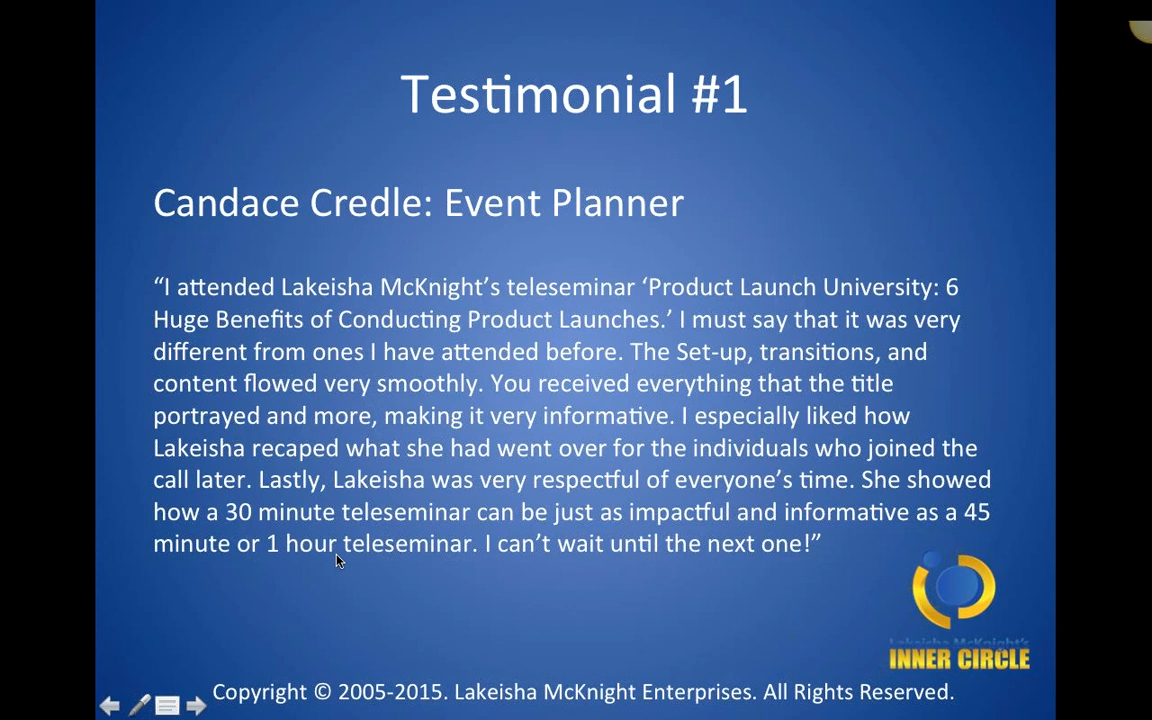 Testimonial #1
Candace Credle: Event Planner
“I attended Lakeisha McKnight’s teleseminar ‘Product Launch University: 6
Huge Benefits of Conducting Product Launches.’ I must say that it was very
different from ones I have attended before. The Set-up, transitions, and
content flowed very smoothly. You received everything that the title
portrayed and more, making it very informative. I especially liked how
Lakeisha recaped what she had went over for the individuals who joined the
call later. Lastly, Lakeisha was very respectful of everyone’s time. She showed
how a 30 minute teleseminar can be just as impactful and informative as a 45
minute or 1 hour teleseminar. I can’t wait until the next one!”
Lakeisha McKnight's
INNER CIRCLE
Copyright © 2005-2015. Lakeisha McKnight Enterprises. All Rights Reserved.